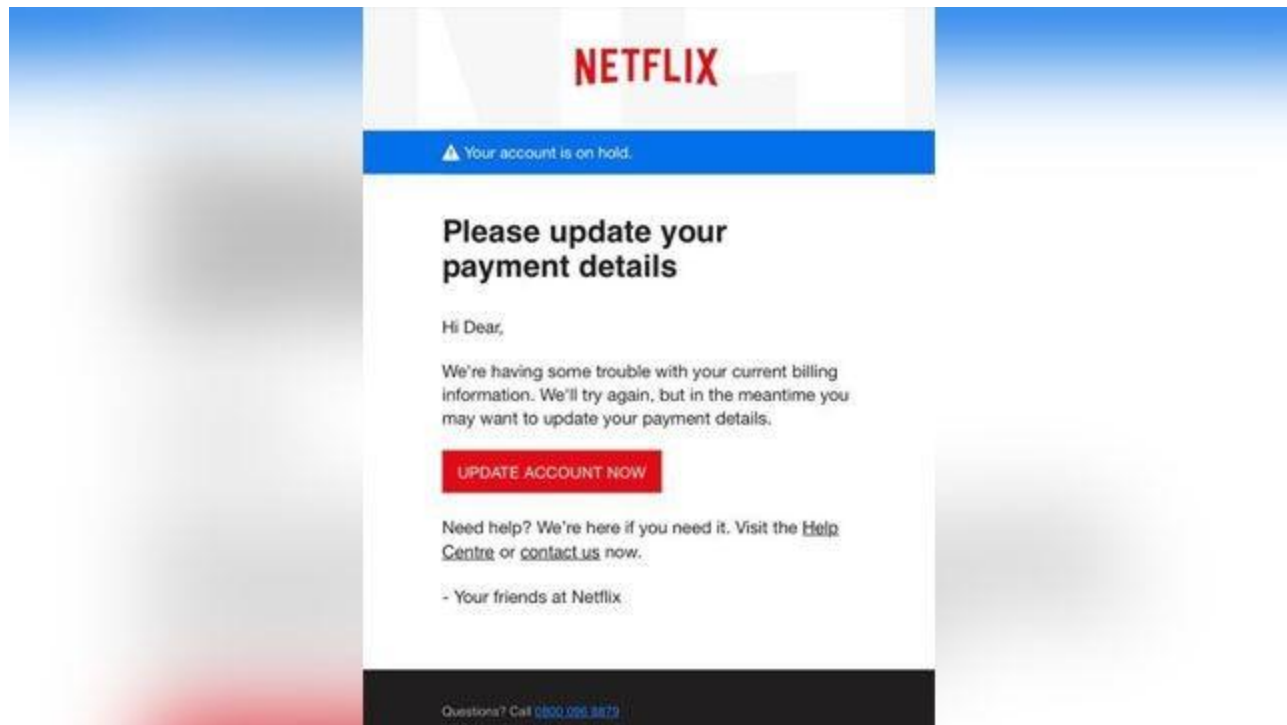 NETFLIX
Your account is on hold.
Please update your
payment details
Hi Dear,
We're having some trouble with your current billing
information. We'll try again, but in the meantime you
may want to update your payment details.
UPDATE ACCOUNT NOW
Need help? We're here if you need it. Visit the Help
Centre or contact us now.
- Your friends at Netflix
Questions? Call 0800 096 8879